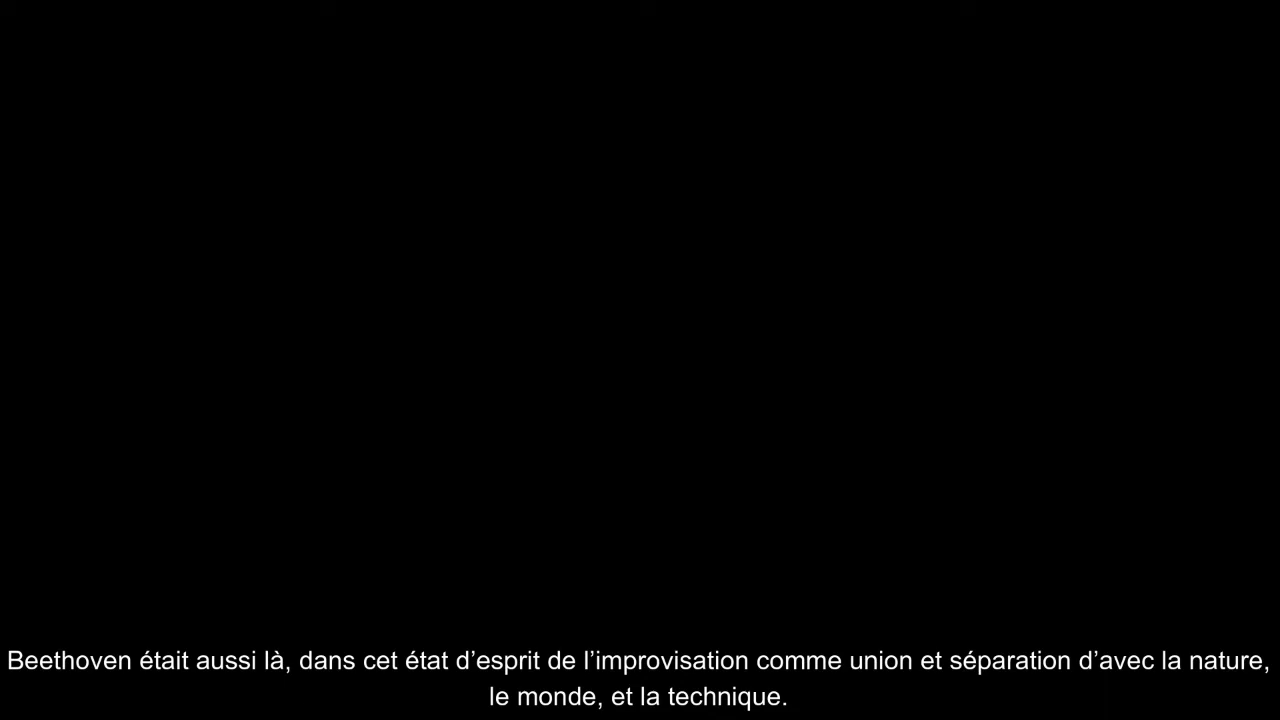 Beethoven était aussi là, dans cet état d’esprit de l’improvisation comme union et séparation d’avec la nature,
le monde, et la technique.